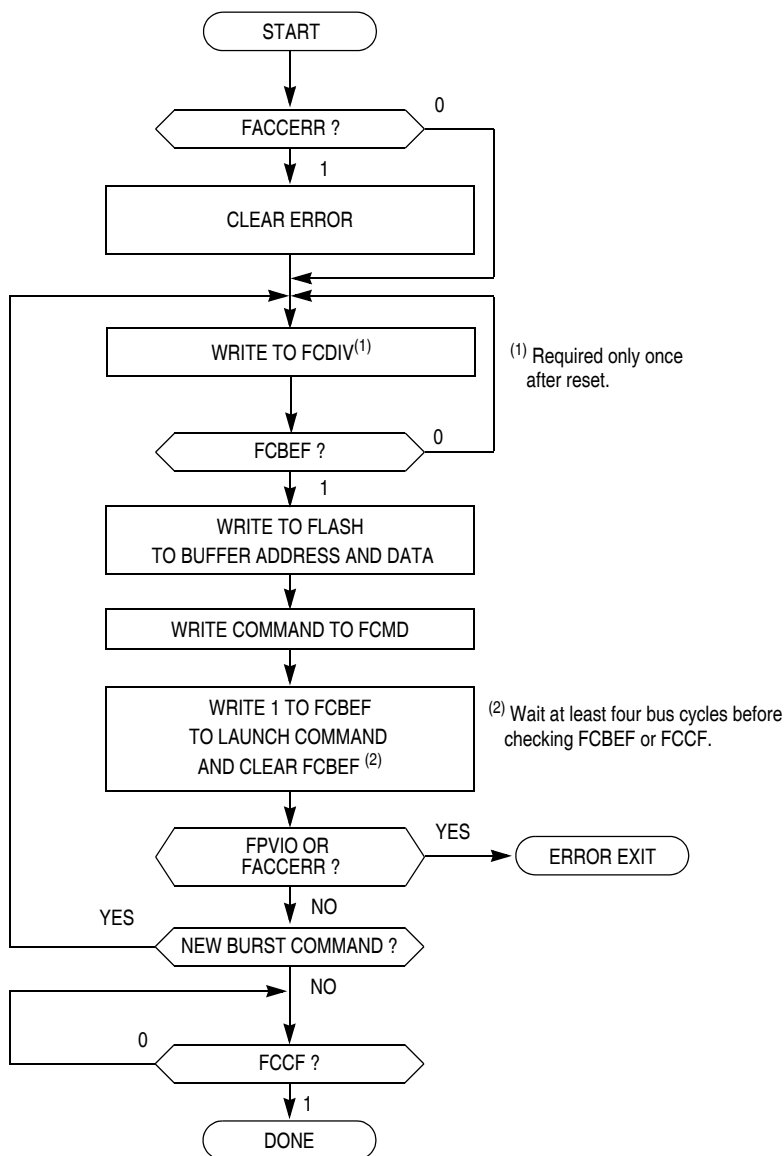 START
0
FACCERR ?
1
CLEAR ERROR
WRITE TO FCDIV(1)
(1) Required only once
after reset.
0
FCBEF ?
1
WRITE TO FLASH
TO BUFFER ADDRESS AND DATA
WRITE COMMAND TO FCMD
WRITE 1 TO FCBEF
TO LAUNCH COMMAND
AND CLEAR FCBEF (2)
(2) Wait at least four bus cycles before
checking FCBEF or FCCF.
FPVIO OR
FACCERR ?
YES
ERROR EXIT
NO
YES
NEW BURST COMMAND ?
NO
0
FCCF ?
1
DONE